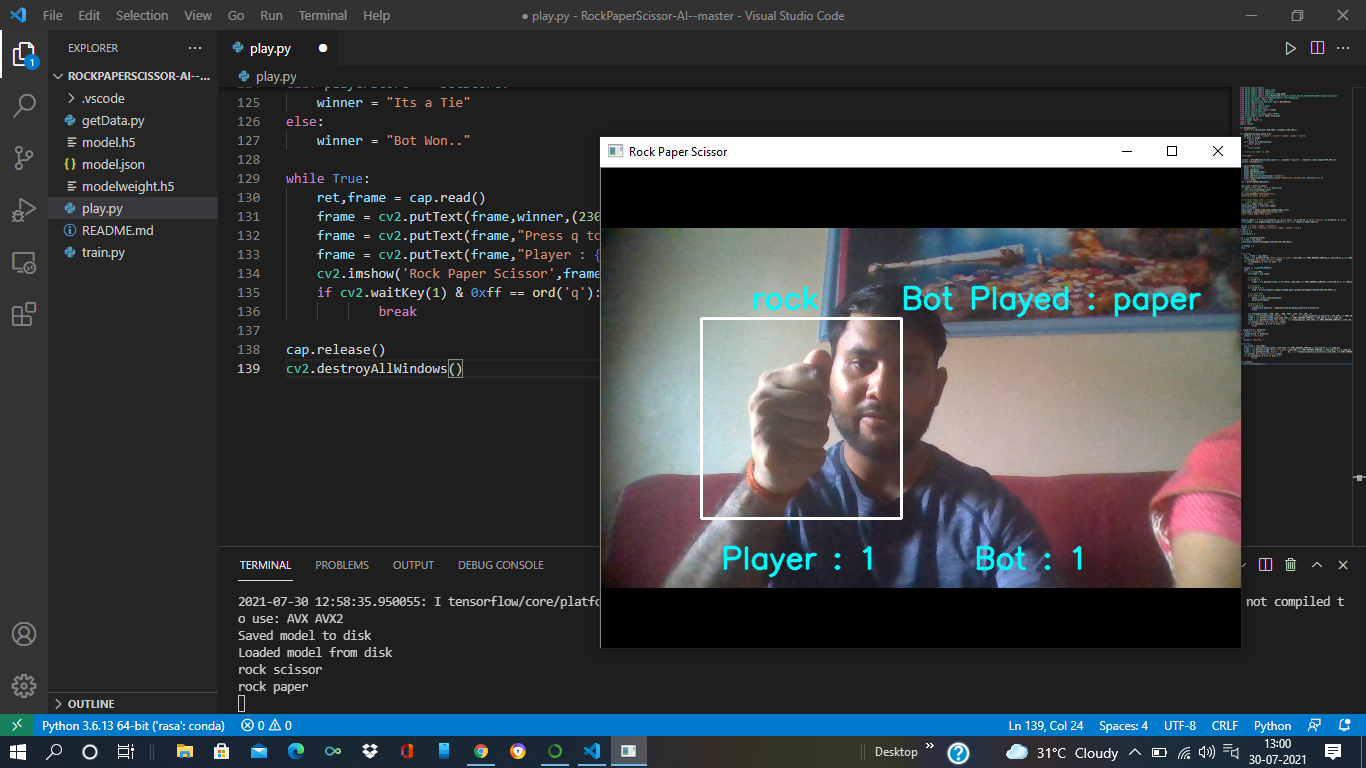 File Edit Selection View Go Run Terminal Help
● play.py - RockPaperScissor-AI--master - Visual Studio Code
EXPLORER
ROCKPAPERSCISSOR-AI--...
.vscode
getData.py
model.h5
model.json
modelweight.h5
play.py
README.md
train.py
OUTLINE
1
play.py
play.py
125 winner = "Its a Tie"
126 else:
127 winner = "Bot Won.."
128
129 while True:
130 ret,frame = cap.read()
131 frame = cv2.putText(frame,winner,(230
132 frame = cv2.putText(frame,"Press q to
133 frame = cv2.putText(frame,"Player : {
134 cv2.imshow('Rock Paper Scissor',frame
135 if cv2.waitKey(1) & 0xff == ord('q'):
136 break
137
138 cap.release()
139 cv2.destroyAllWindows()
Rock Paper Scissor
rock Bot Played : paper
Player : 1 Bot : 1
TERMINAL PROBLEMS OUTPUT DEBUG CONSOLE
2021-07-30 12:58:35.950055: I tensorflow/core/platfo not compiled t
o use: AVX AVX2
Saved model to disk
Loaded model from disk
rock scissor
rock paper
Python 3.6.13 64-bit ('rasa': conda) 0 0 Ln 139, Col 24 Spaces: 4 UTF-8 CRLF Python
Desktop 31°C Cloudy 13:00
30-07-2021